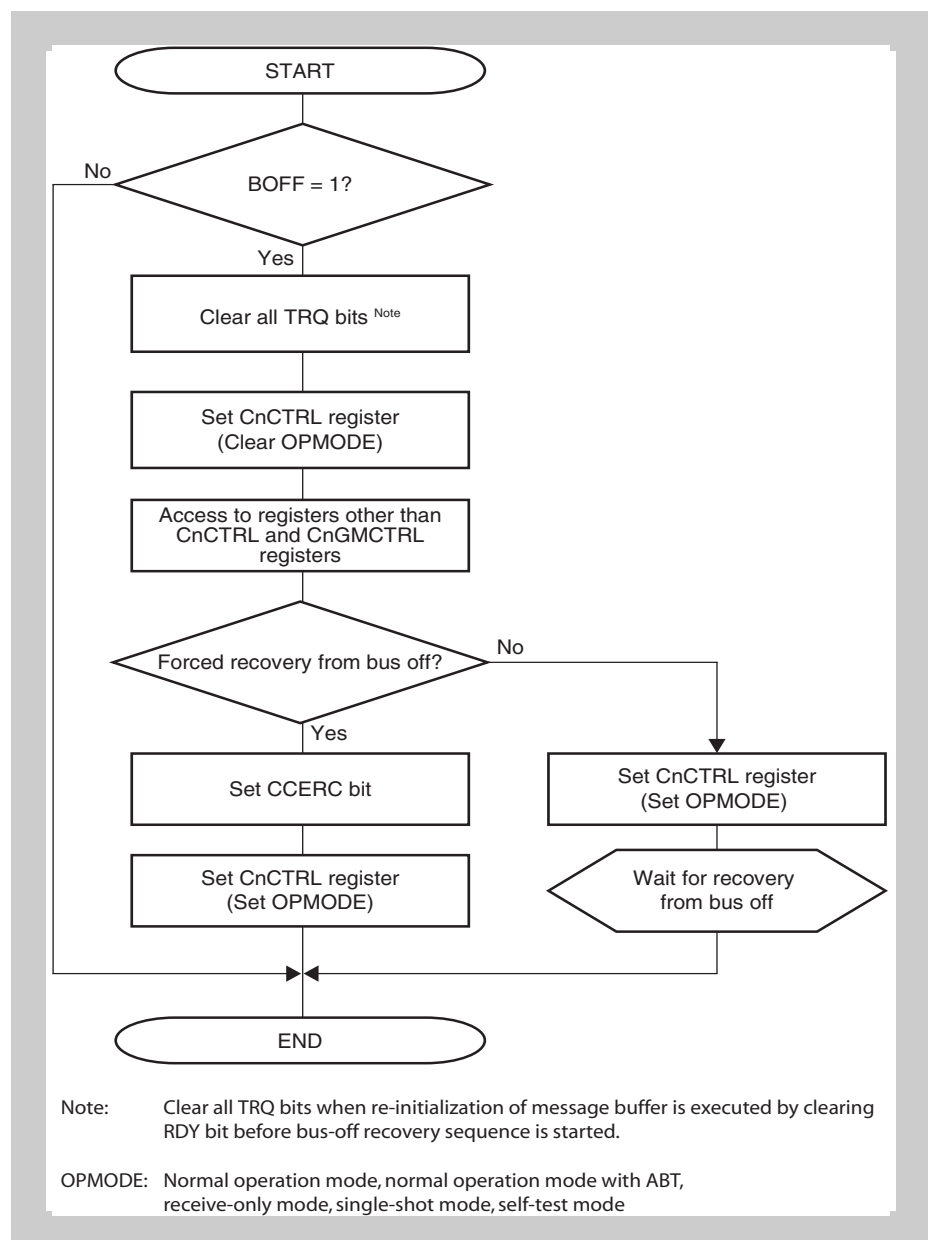 START
No
BOFF = 1?
Yes
Clear all TRQ bits Note
Set CnCTRL register
(Clear OPMODE)
Access to registers other than
CnCTRL and CnGMCTRL
registers
Forced recovery from bus off?
No
Yes
Set CCERC bit
Set CnCTRL register
(Set OPMODE)
Set CnCTRL register
(Set OPMODE)
Wait for recovery
from bus off
END
Note: Clear all TRQ bits when re-initialization of message buffer is executed by clearing
RDY bit before bus-off recovery sequence is started.
OPMODE: Normal operation mode, normal operation mode with ABT,
receive-only mode, single-shot mode, self-test mode